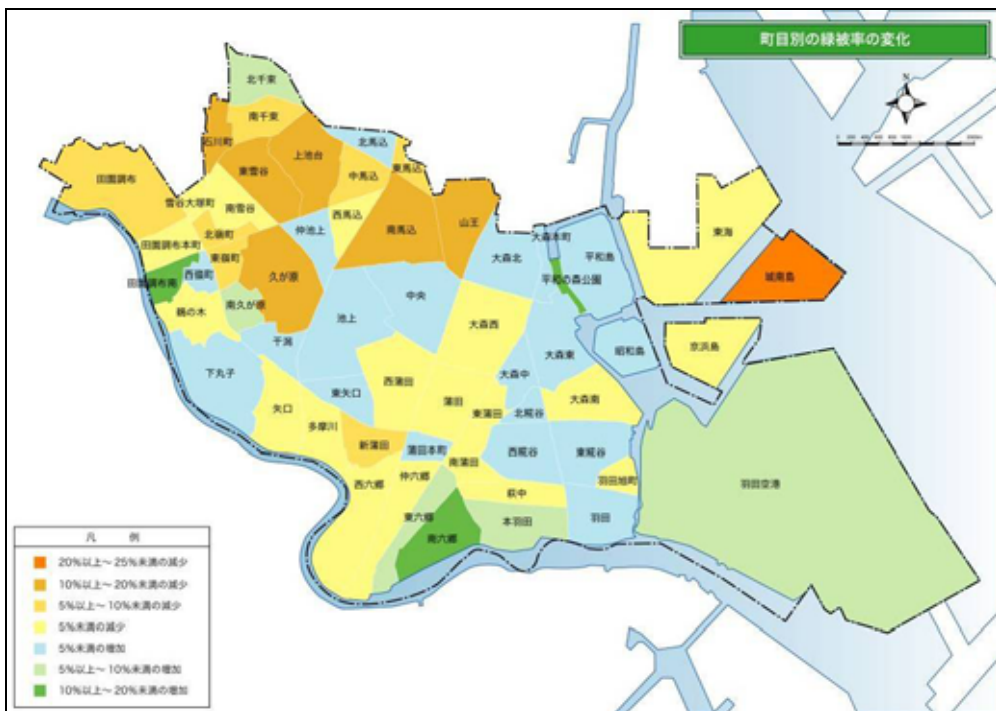 町目別の緑被率の変化
N
北千束
南千束
石川町
上池台
北馬込
東雪谷
中馬込
東馬込
田園調布
雪谷大塚町
南雪谷
西馬込
南馬込
山王
北嶺町
仲池上
大森本町
平和島
東海
田園調布本町
東嶺町
大森北
城南島
田園調布南
西嶺町
久が原
中央
平和の森公園
鵜の木
南久が原
池上
大森西
千潟
大森東
昭和島
京浜島
下丸子
西蒲田
大森中
東矢口
蒲田
大森南
矢口
東蒲田
北糀谷
多摩川
新蒲田
蒲田本町
西糀谷
東糀谷
南蒲田
西六郷
仲六郷
羽田旭町
羽田空港
萩中
東六郷
本羽田
羽田
南六郷
凡 例
20%以上～25%未満の減少
10%以上～20%未満の減少
5%以上～10%未満の減少
5%未満の減少
5%未満の増加
5%以上～10%未満の増加
10%以上～20%未満の増加